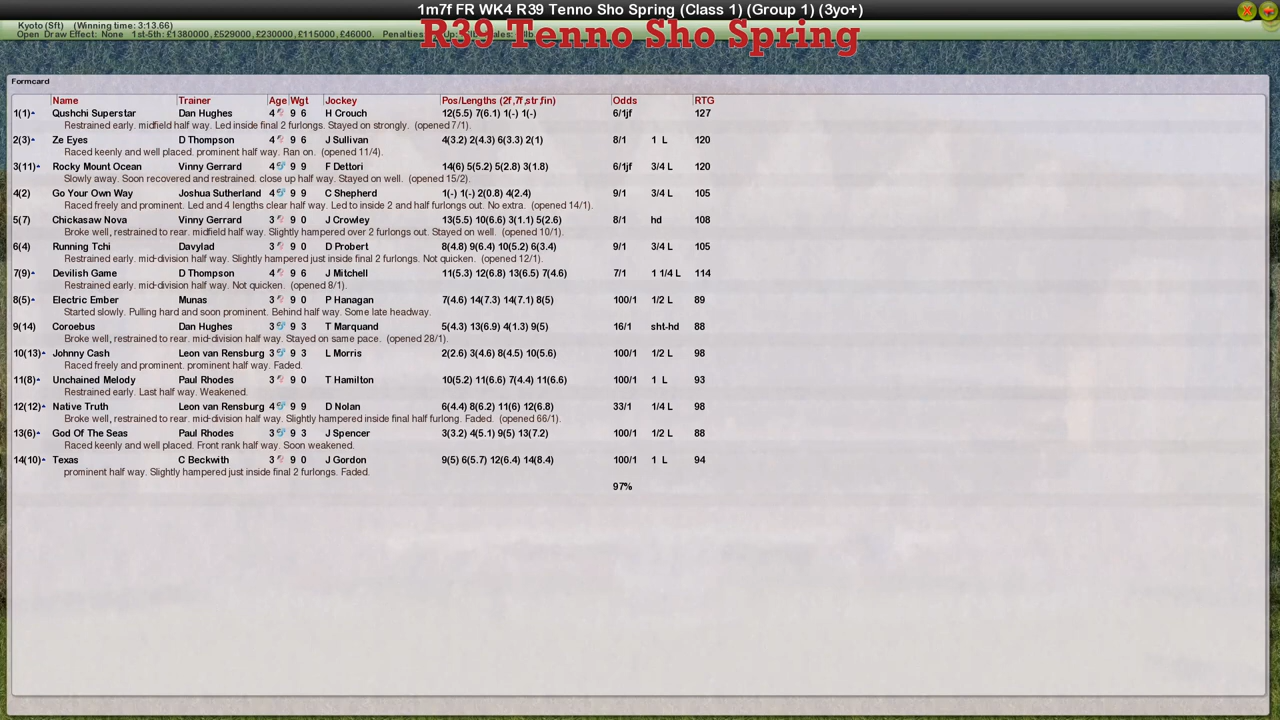 1m7f FR WK4 R39 Tenno Sho Spring (Class 1) (Group 1) (3yo+)
Kyoto (Sft) (Winning time: 3:13.66)
R39 Tenno Sho Spring
Open Draw Effect: None 1st-5th: £1380000, £529000, £230000, £115000, £46000.
Formcard
Name Trainer Age Wgt Jockey Pos/Lengths (2f,7f,str,fin) Odds RTG
1(1) Qushchi Superstar Dan Hughes 4 9 6 H Crouch 12(5.5) 7(6.1) 1(-) 1(-) 6/1jf 127
Restrained early. midfield half way. Led inside final 2 furlongs. Stayed on strongly. (opened 7/1).
2(3) Ze Eyes D Thompson 4 9 6 J Sullivan 4(3.2) 2(4.3) 6(3.3) 2(1) 8/1 1 L 120
Raced keenly and well placed. prominent half way. Ran on. (opened 11/4).
3(11) Rocky Mount Ocean Vinny Gerrard 4 9 9 F Dettori 14(6) 5(5.2) 5(2.8) 3(1.8) 6/1jf 3/4 L 120
Slowly away. Soon recovered and restrained. close up half way. Stayed on well. (opened 15/2).
4(2) Go Your Own Way Joshua Sutherland 4 9 9 C Shepherd 1(-) 1(-) 2(0.8) 4(2.4) 9/1 3/4 L 105
Raced freely and prominent. Led and 4 lengths clear half way. Led to inside 2 and half furlongs out. No extra. (opened 14/1).
5(7) Chickasaw Nova Vinny Gerrard 3 9 0 J Crowley 13(5.5) 10(6.6) 3(1.1) 5(2.6) 8/1 hd 108
Broke well, restrained to rear. midfield half way. Slightly hampered over 2 furlongs out. Stayed on well. (opened 10/1).
6(4) Running Tchi Davylad 3 9 0 D Probert 8(4.8) 9(6.4) 10(5.2) 6(3.4) 9/1 3/4 L 105
Restrained early. mid-division half way. Slightly hampered just inside final 2 furlongs. Not quicken. (opened 12/1).
7(9) Devilish Game D Thompson 4 9 6 J Mitchell 11(5.3) 12(6.8) 13(6.5) 7(4.6) 7/1 1 1/4 L 114
Restrained early. mid-division half way. Not quicken. (opened 8/1).
8(5) Electric Ember Munas 3 9 0 P Hanagan 7(4.6) 14(7.3) 14(7.1) 8(5) 100/1 1/2 L 89
Started slowly. Pulling hard and soon prominent. Behind half way. Some late headway.
9(14) Coroebus Dan Hughes 3 9 3 T Marquand 5(4.3) 13(6.9) 4(1.3) 9(5) 16/1 sht-hd 88
Broke well, restrained to rear. mid-division half way. Stayed on same pace. (opened 28/1).
10(13) Johnny Cash Leon van Rensburg 3 9 3 L Morris 2(2.6) 3(4.6) 8(4.5) 10(5.6) 100/1 1/2 L 98
Raced freely and prominent. prominent half way. Faded.
11(8) Unchained Melody Paul Rhodes 3 9 0 T Hamilton 10(5.2) 11(6.6) 7(4.4) 11(6.6) 100/1 1 L 93
Restrained early. Last half way. Weakened.
12(12) Native Truth Leon van Rensburg 4 9 9 D Nolan 6(4.4) 8(6.2) 11(6) 12(6.8) 33/1 1/4 L 98
Broke well, restrained to rear. mid-division half way. Slightly hampered inside final half furlong. Faded. (opened 66/1).
13(6) God Of The Seas Paul Rhodes 3 9 3 J Spencer 3(3.2) 4(5.1) 9(5) 13(7.2) 100/1 1/2 L 88
Raced keenly and well placed. Front rank half way. Soon weakened.
14(10) Texas C Beckwith 3 9 0 J Gordon 9(5) 6(5.7) 12(6.4) 14(8.4) 100/1 1 L 94
prominent half way. Slightly hampered just inside final 2 furlongs. Faded.
97%